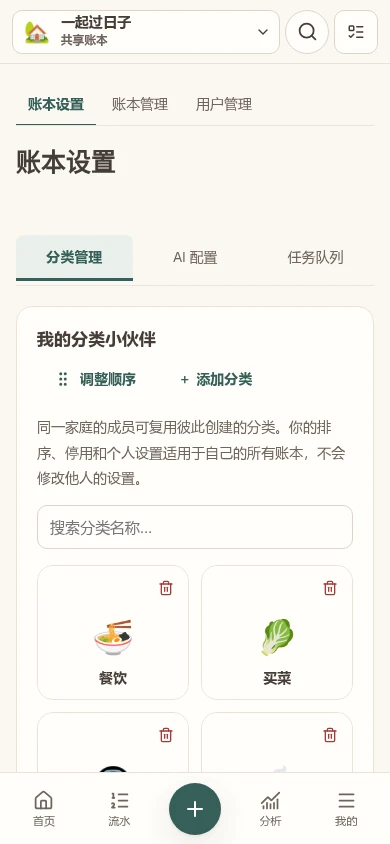 一起过日子
共享账本
账本设置 账本管理 用户管理
账本设置
分类管理 AI 配置 任务队列
我的分类小伙伴
调整顺序 + 添加分类
同一家庭的成员可复用彼此创建的分类。你的排
序、停用和个人设置适用于自己的所有账本，不会
修改他人的设置。
搜索分类名称...
餐饮 买菜
首页 流水 分析 我的